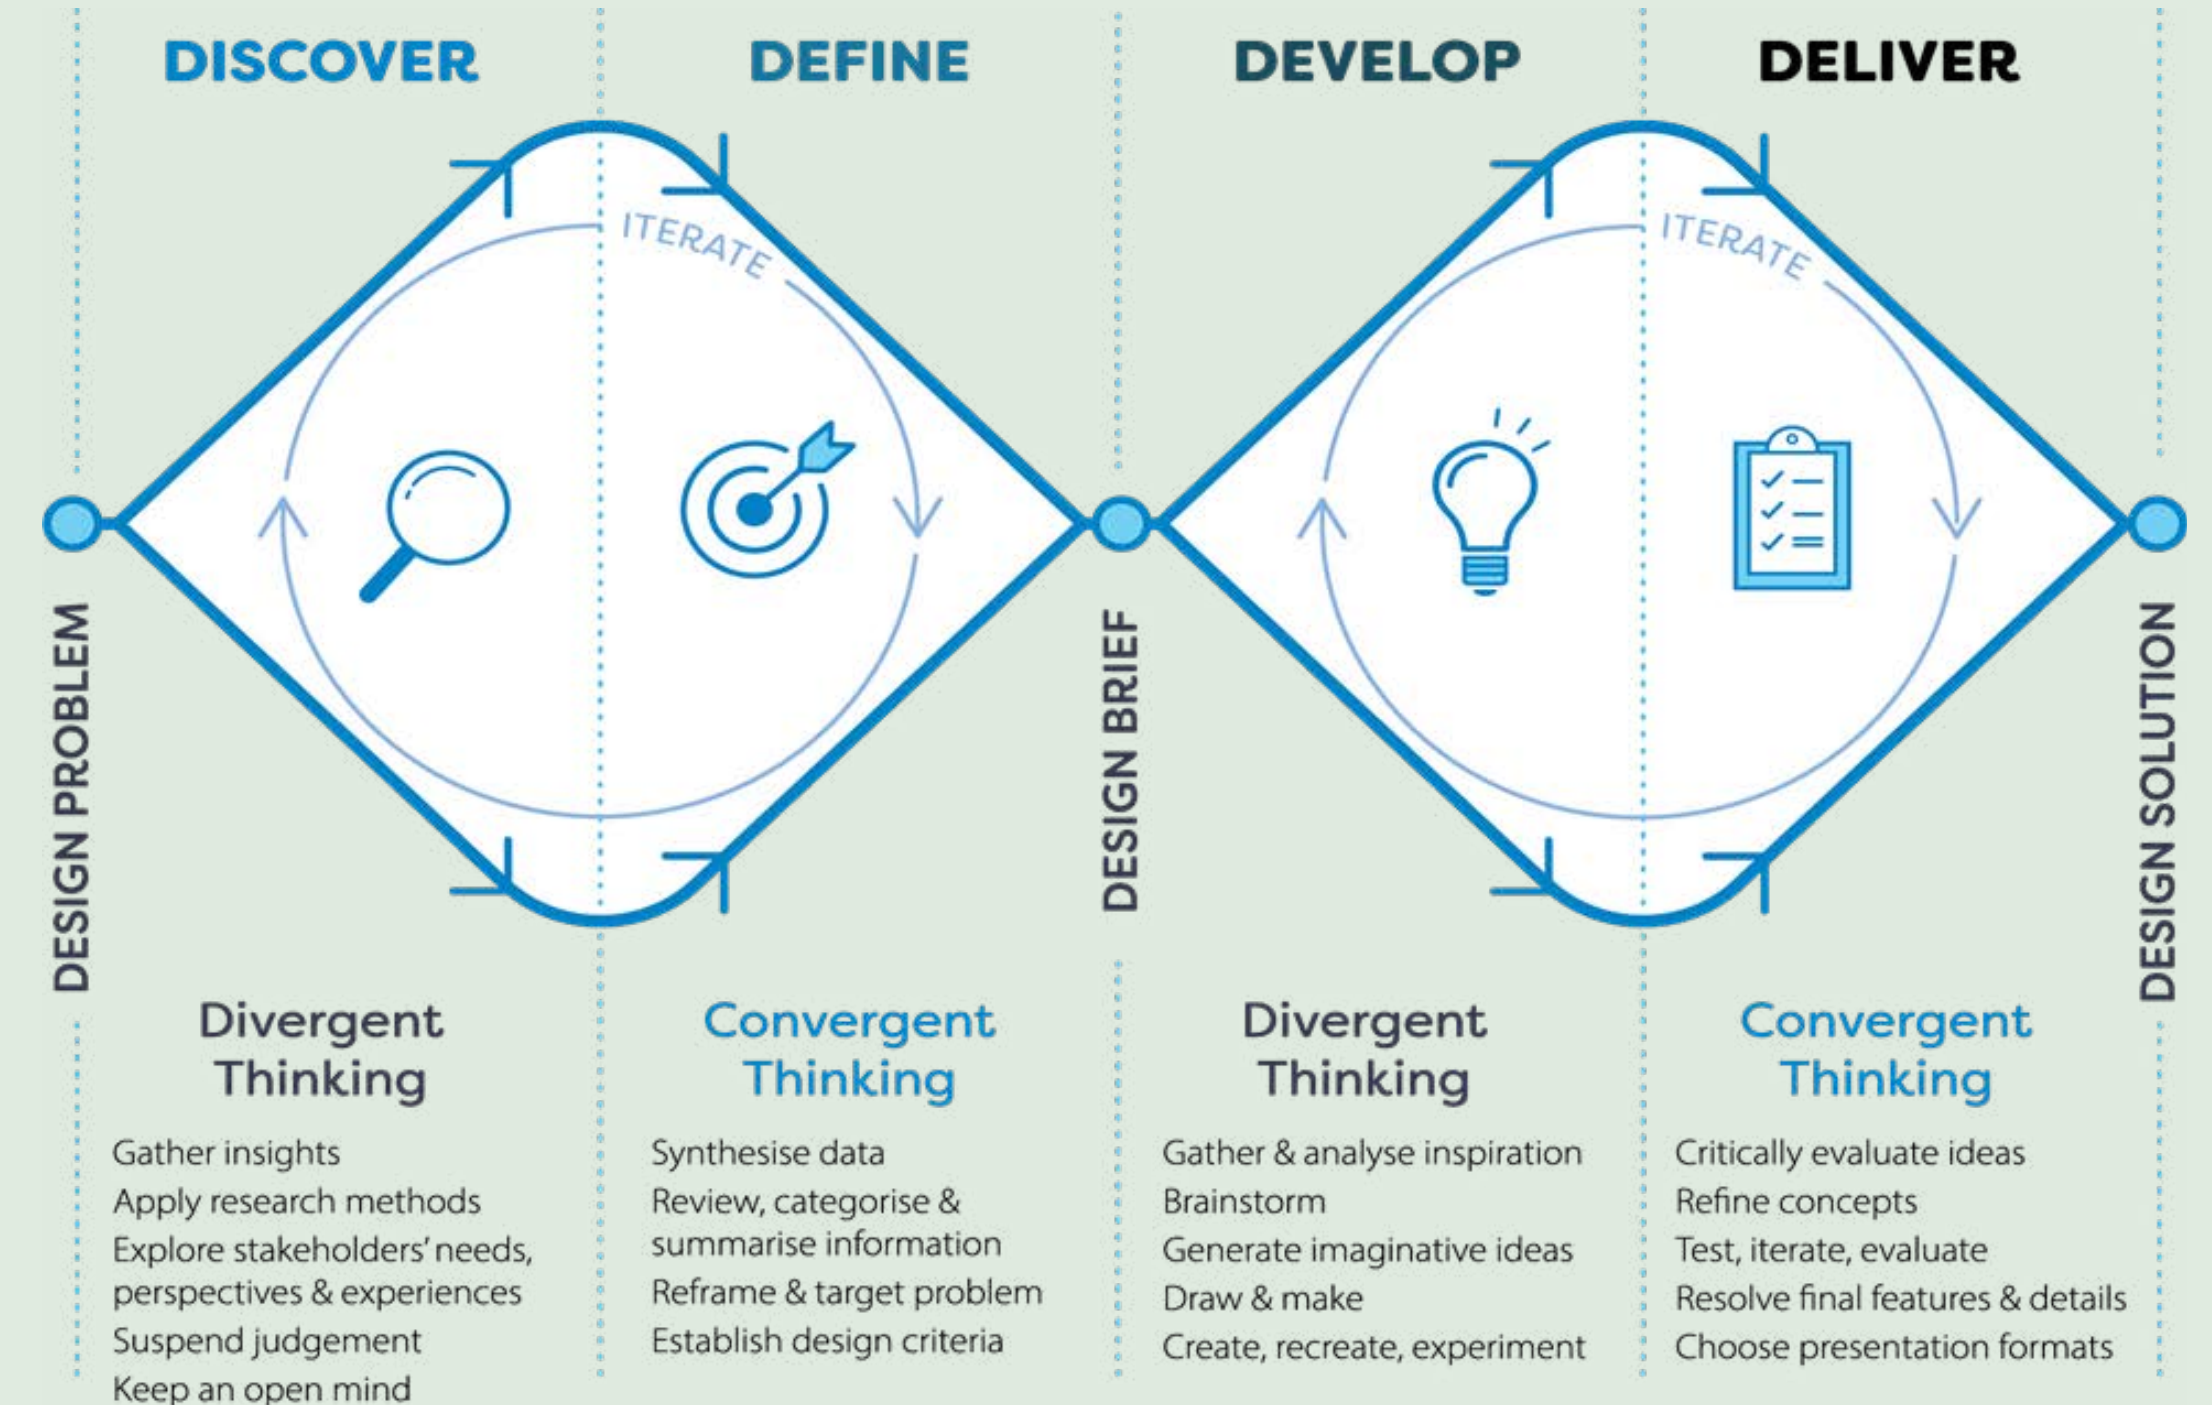 DISCOVER
DEFINE
DEVELOP
DELIVER
ITERATE
ITERATE
DESIGN PROBLEM
DESIGN BRIEF
DESIGN SOLUTION
Divergent
Thinking
Gather insights
Apply research methods
Explore stakeholders' needs,
perspectives & experiences
Suspend judgement
Keep an open mind
Convergent
Thinking
Synthesise data
Review, categorise &
summarise information
Reframe & target problem
Establish design criteria
Divergent
Thinking
Gather & analyse inspiration
Brainstorm
Generate imaginative ideas
Draw & make
Create, recreate, experiment
Convergent
Thinking
Critically evaluate ideas
Refine concepts
Test, iterate, evaluate
Resolve final features & details
Choose presentation formats